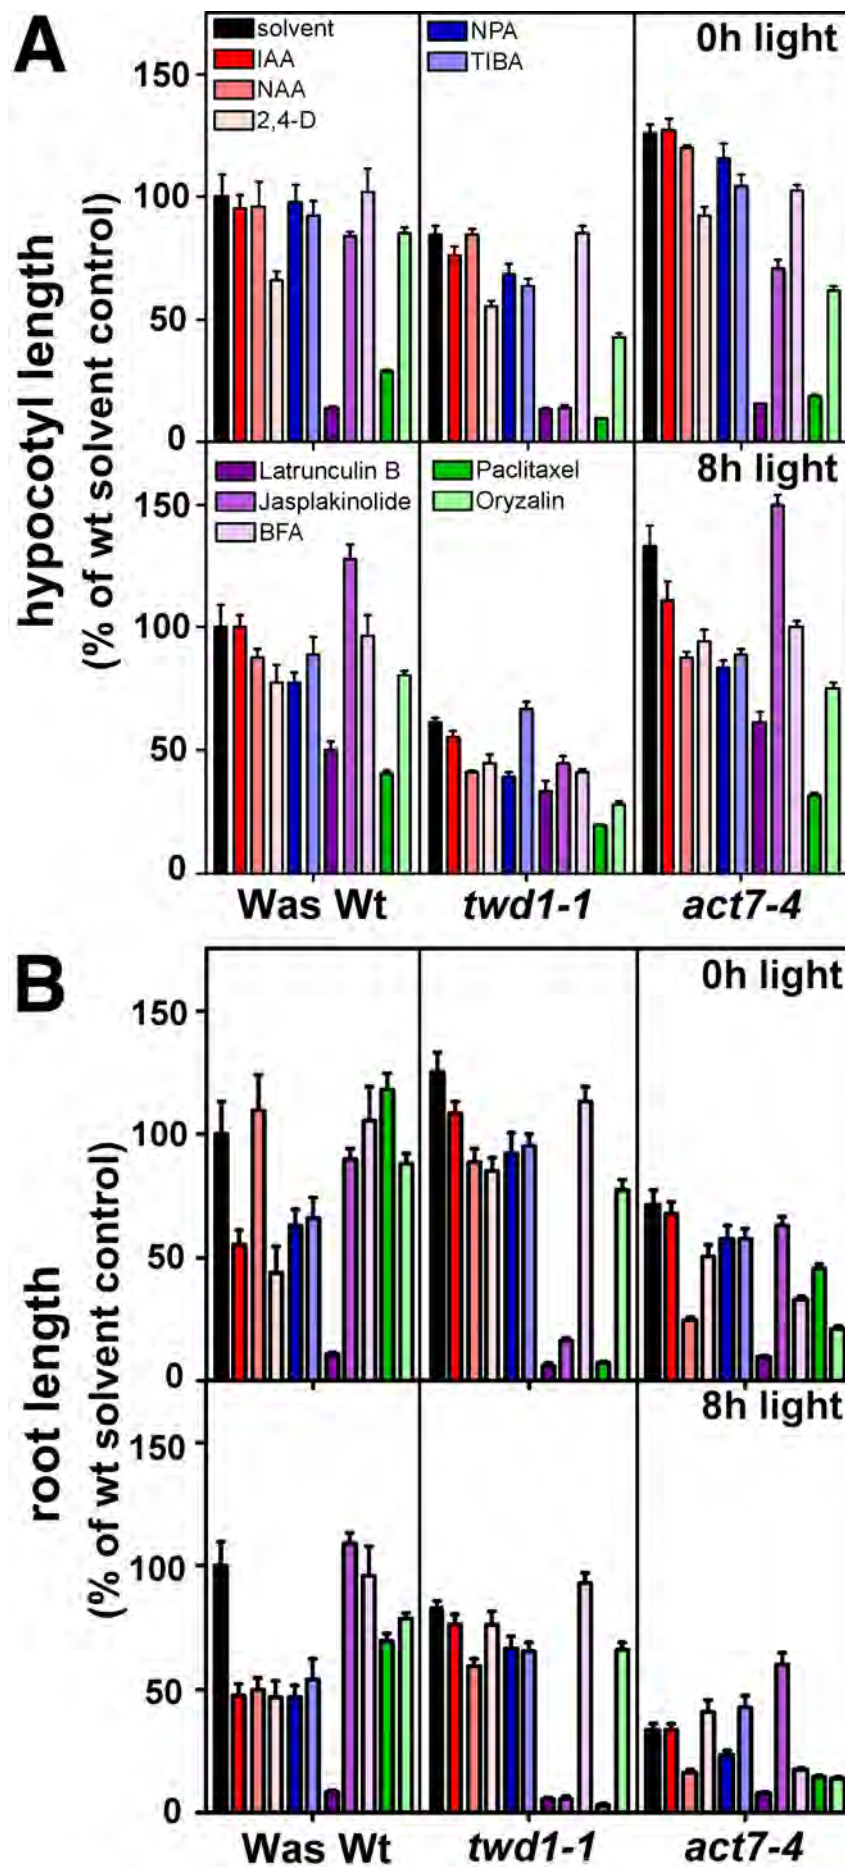 A
hypocotyl length
(% of wt solvent control)
solvent
IAA
NAA
2,4-D
NPA
TIBA
0h light
150
100
50
0
Latrunculin B
Jasplakinolide
BFA
Paclitaxel
Oryzalin
8h light
150
100
50
0
Was Wt twd1-1 act7-4
B
root length
(% of wt solvent control)
0h light
150
100
50
0
8h light
150
100
50
0
Was Wt twd1-1 act7-4